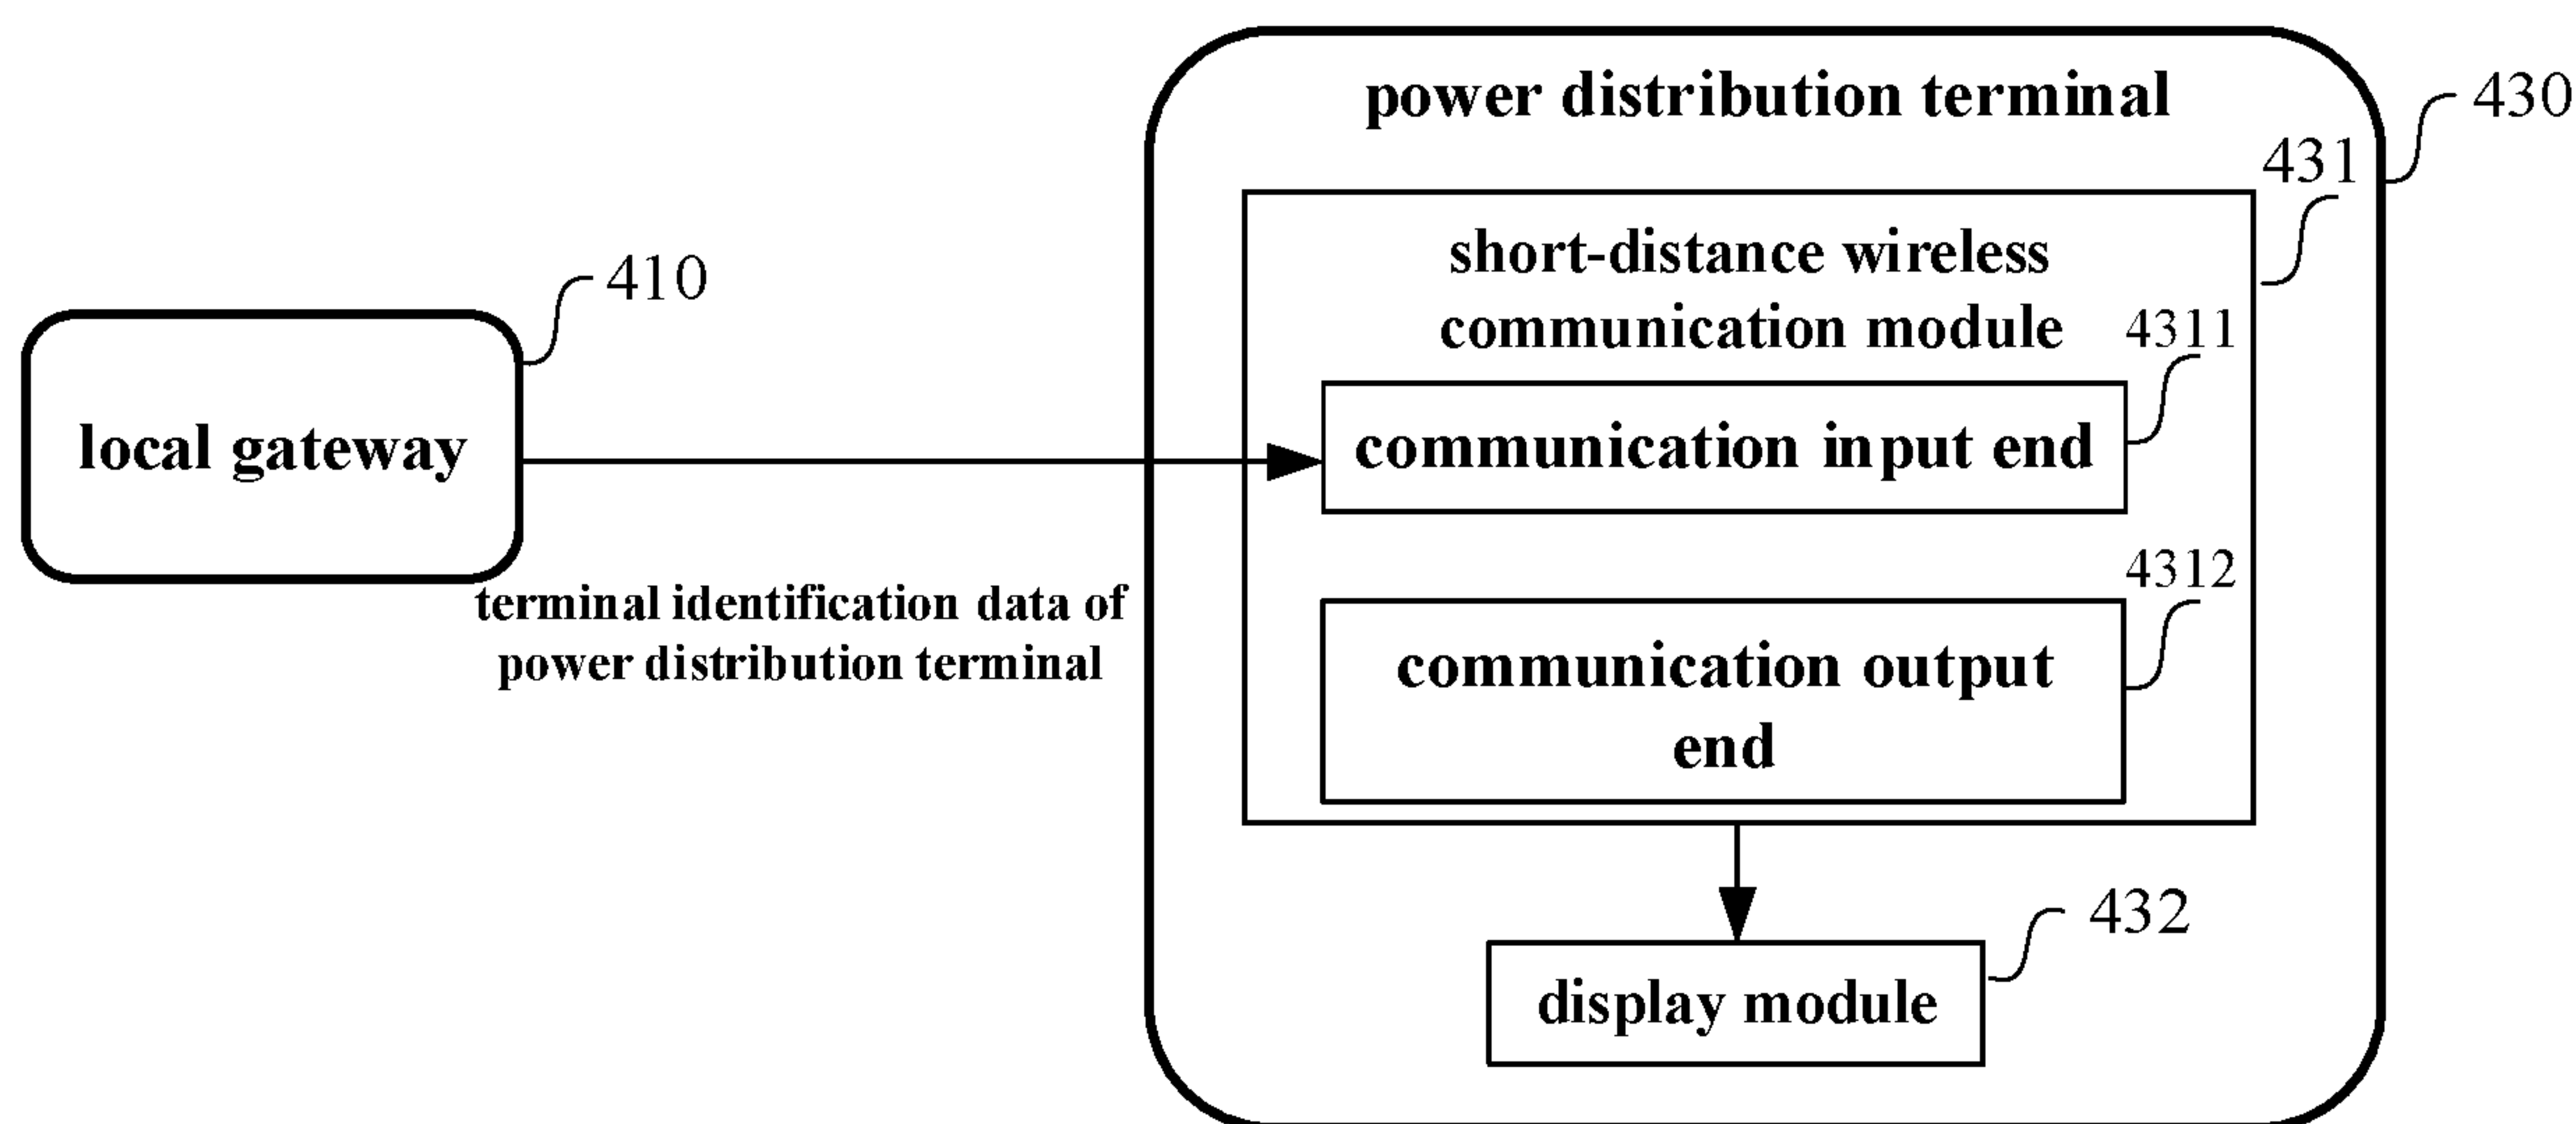 power distribution terminal
430
431
short-distance wireless
communication module
410
4311
local gateway
communication input end
4312
terminal identification data of
power distribution terminal
communication output
end
432
display module